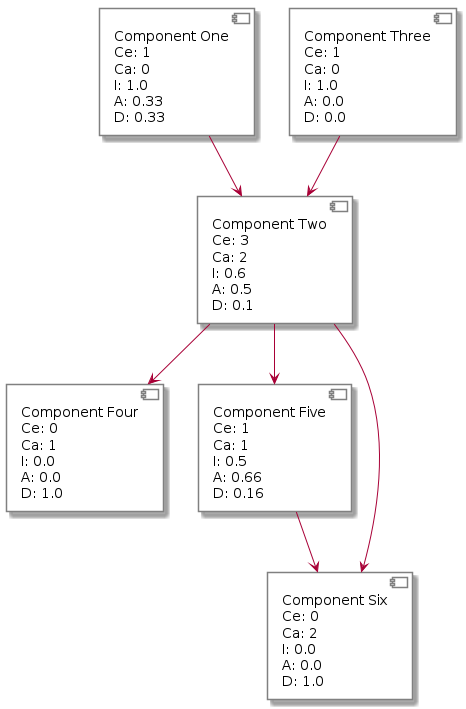 Component One
Ce: 1
Ca: 0
I: 1.0
A: 0.33
D: 0.33
Component Three
Ce: 1
Ca: 0
I: 1.0
A: 0.0
D: 0.0
Component Two
Ce: 3
Ca: 2
I: 0.6
A: 0.5
D: 0.1
Component Four
Ce: 0
Ca: 1
I: 0.0
A: 0.0
D: 1.0
Component Five
Ce: 1
Ca: 1
I: 0.5
A: 0.66
D: 0.16
Component Six
Ce: 0
Ca: 2
I: 0.0
A: 0.0
D: 1.0